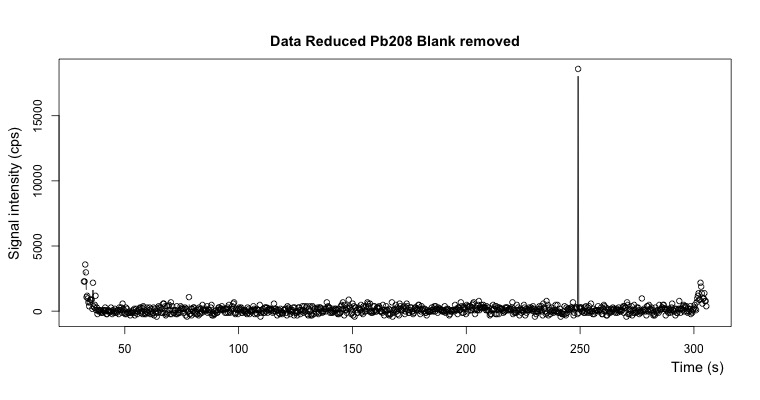 Data Reduced Pb208 Blank removed
Signal intensity (cps)
15000
10000
5000
0
50 100 150 200 250 300
Time (s)